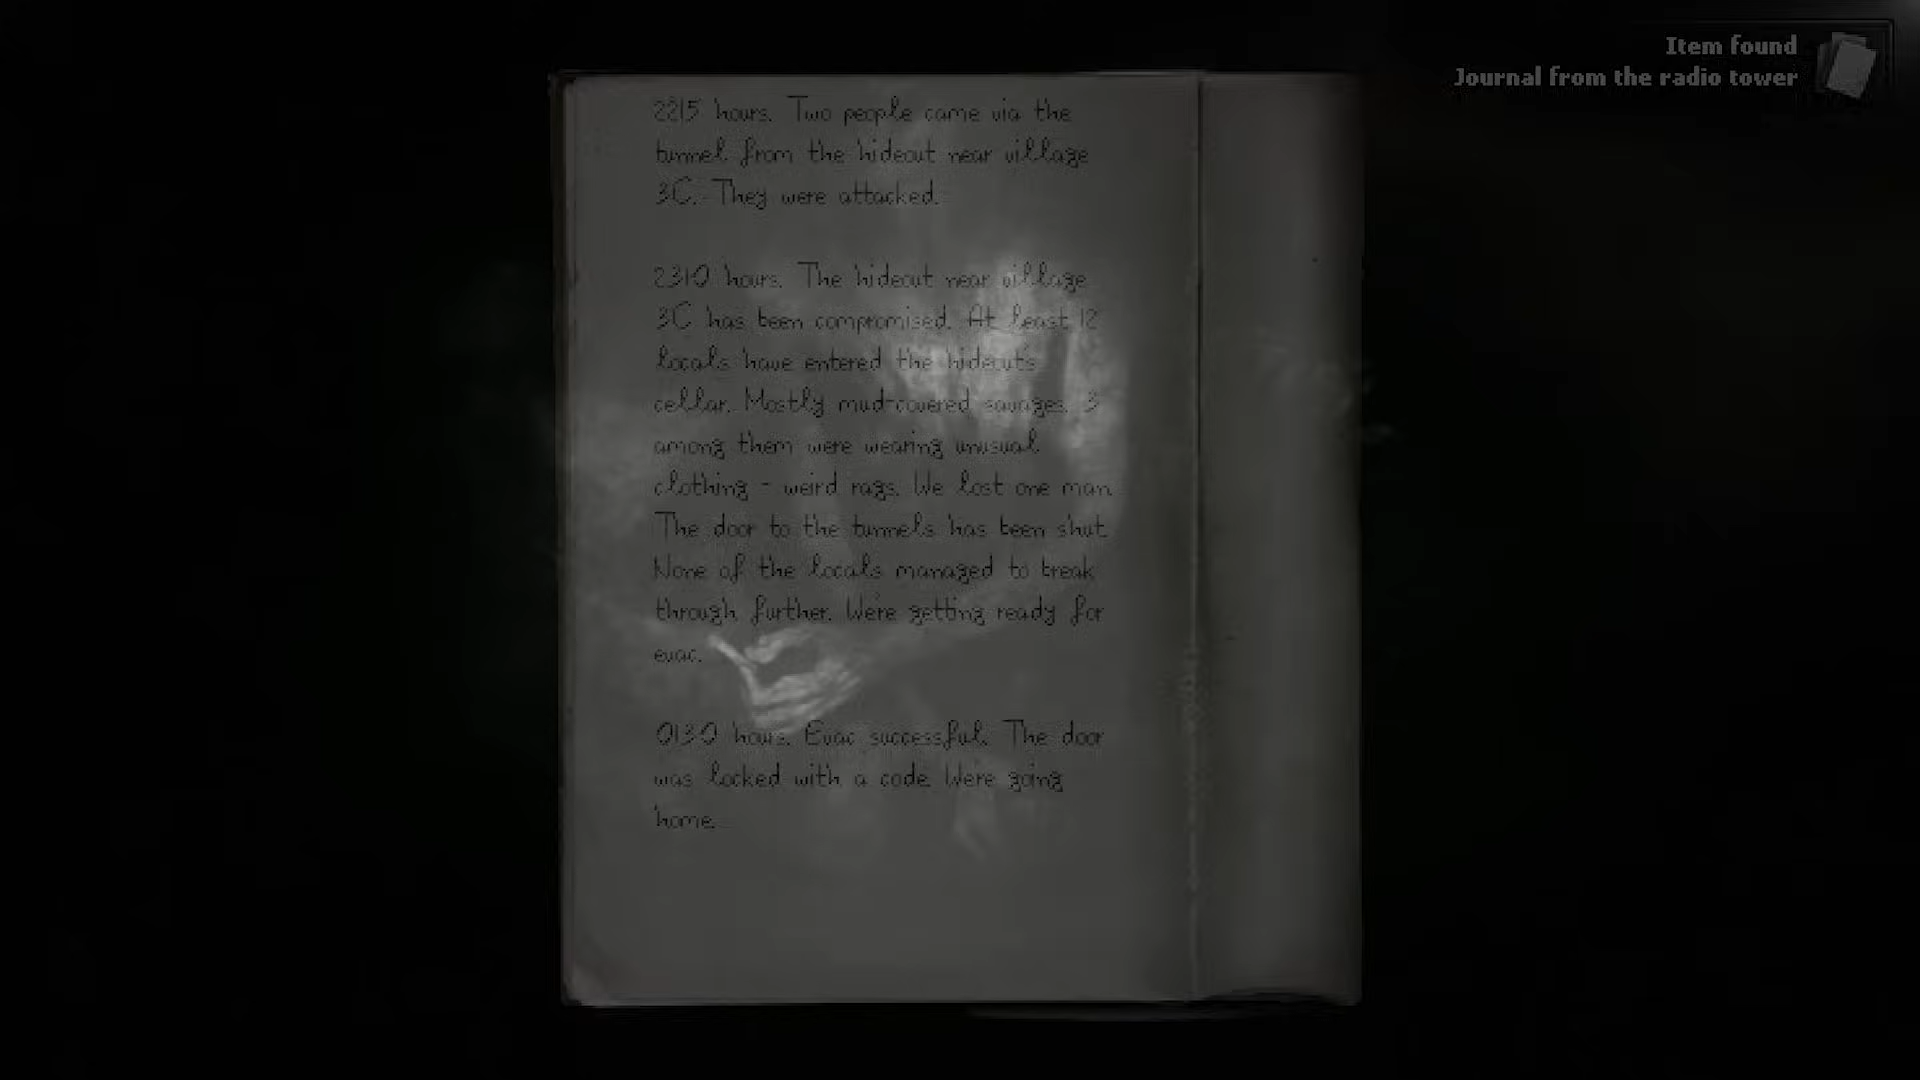 Item found
Journal from the radio tower
2215 hours. Two people came via the
tunnel from the hideout near village
3C. They were attacked.
2310 hours. The hideout near village
3C has been compromised. At least 12
locals have entered the hideout's
cellar. Mostly mud-covered savages. 3
among them were wearing unusual
clothing - weird rags. We lost one man.
The door to the tunnels has been shut.
None of the locals managed to break
through further. We're getting ready for
evac.
0130 hours. Evac successful. The door
was locked with a code. We're going
home.